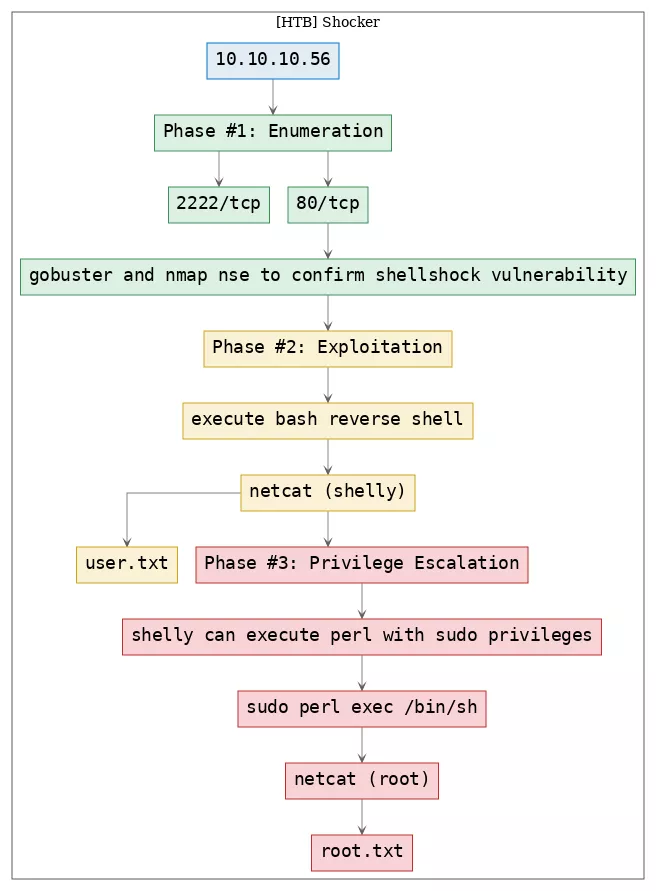 [HTB] Shocker
10.10.10.56
Phase #1: Enumeration
2222/tcp
80/tcp
gobuster and nmap nse to confirm shellshock vulnerability
Phase #2: Exploitation
execute bash reverse shell
netcat (shelly)
user.txt
Phase #3: Privilege Escalation
shelly can execute perl with sudo privileges
sudo perl exec /bin/sh
netcat (root)
root.txt